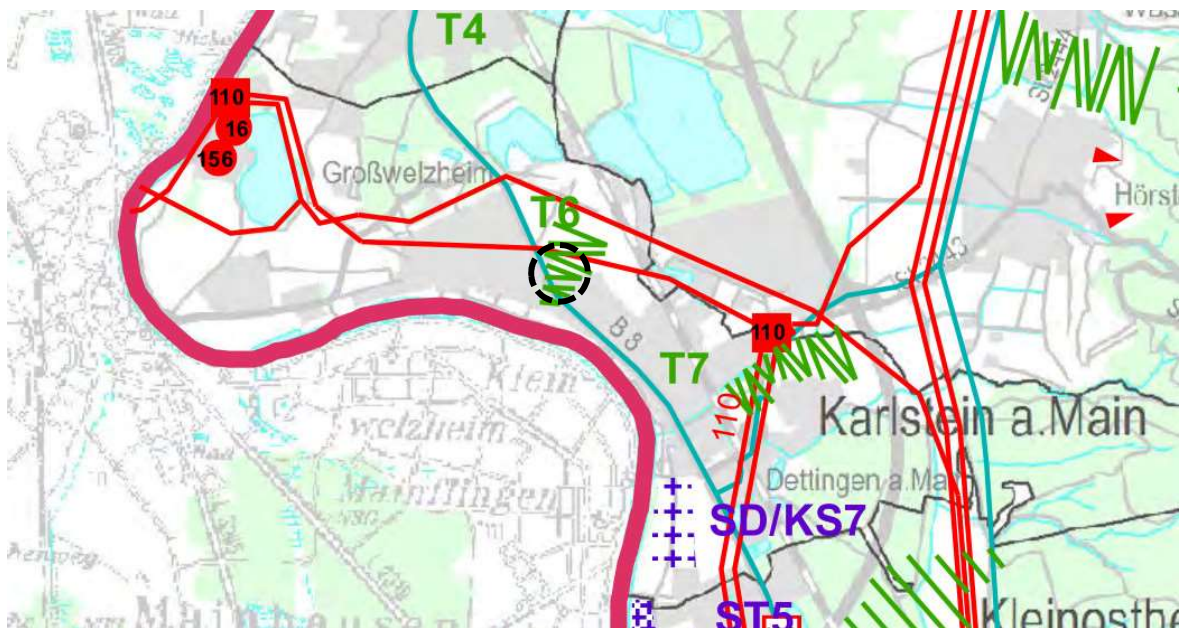 T4
110
16
156
Großwelzheim
T6
Hörst
B 8
110
T7
110
Karlstein a.Main
Klein
welzheim
Mainflingen
Dettingen a.Ma
SD/KS7
ST5
Kleinosthe